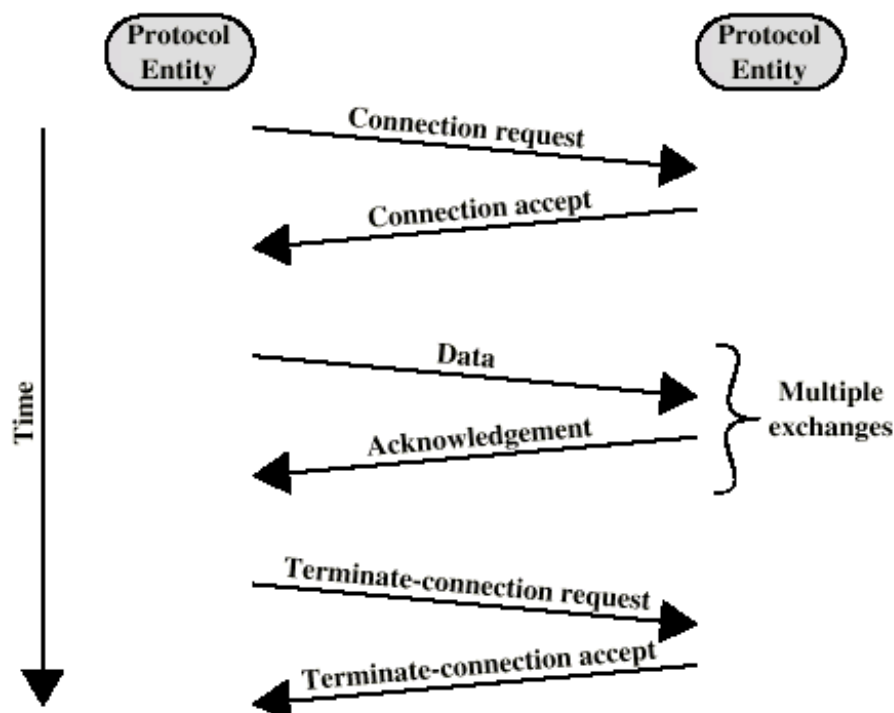 Protocol
Entity
Protocol
Entity
Connection request
Connection accept
Data
Multiple
exchanges
Acknowledgement
Time
Terminate-connection request
Terminate-connection accept